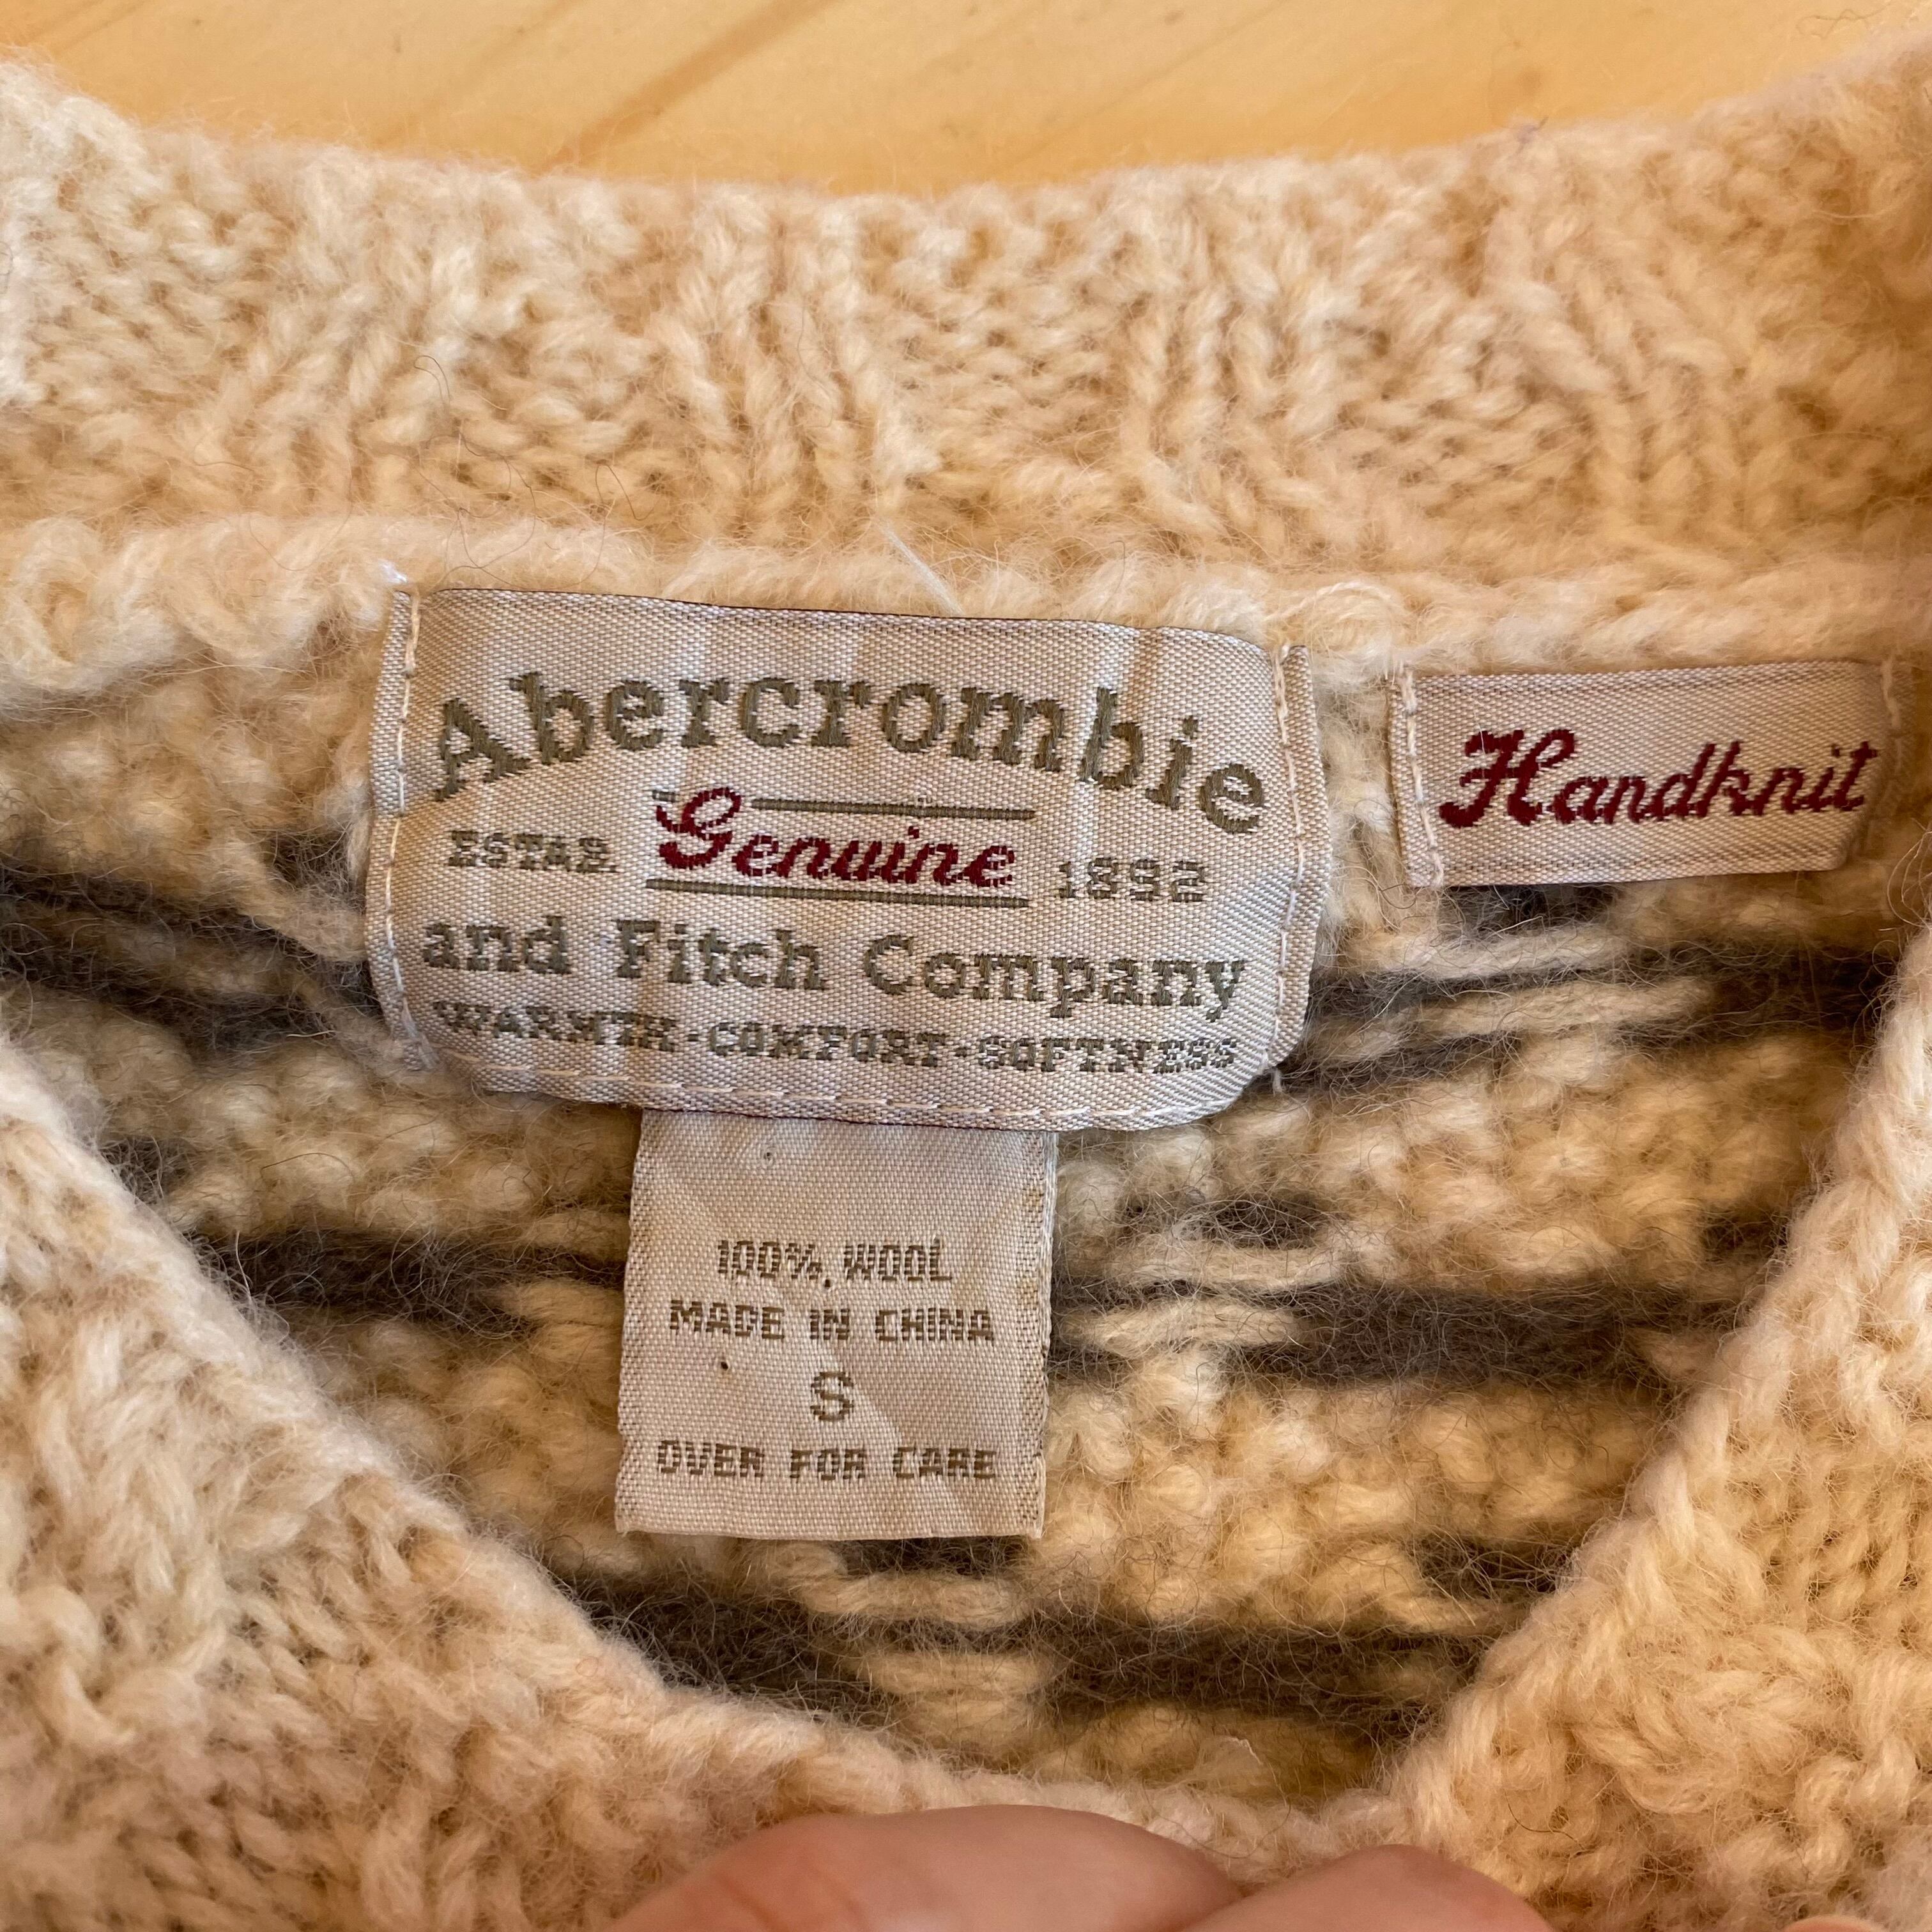 Abercrombie
ESTAB. Genuine 1892
and Fitch Company
WARMTH-COMFORT-SOFTNESS
Handknit
100% WOOL
MADE IN CHINA
S
OVER FOR CARE